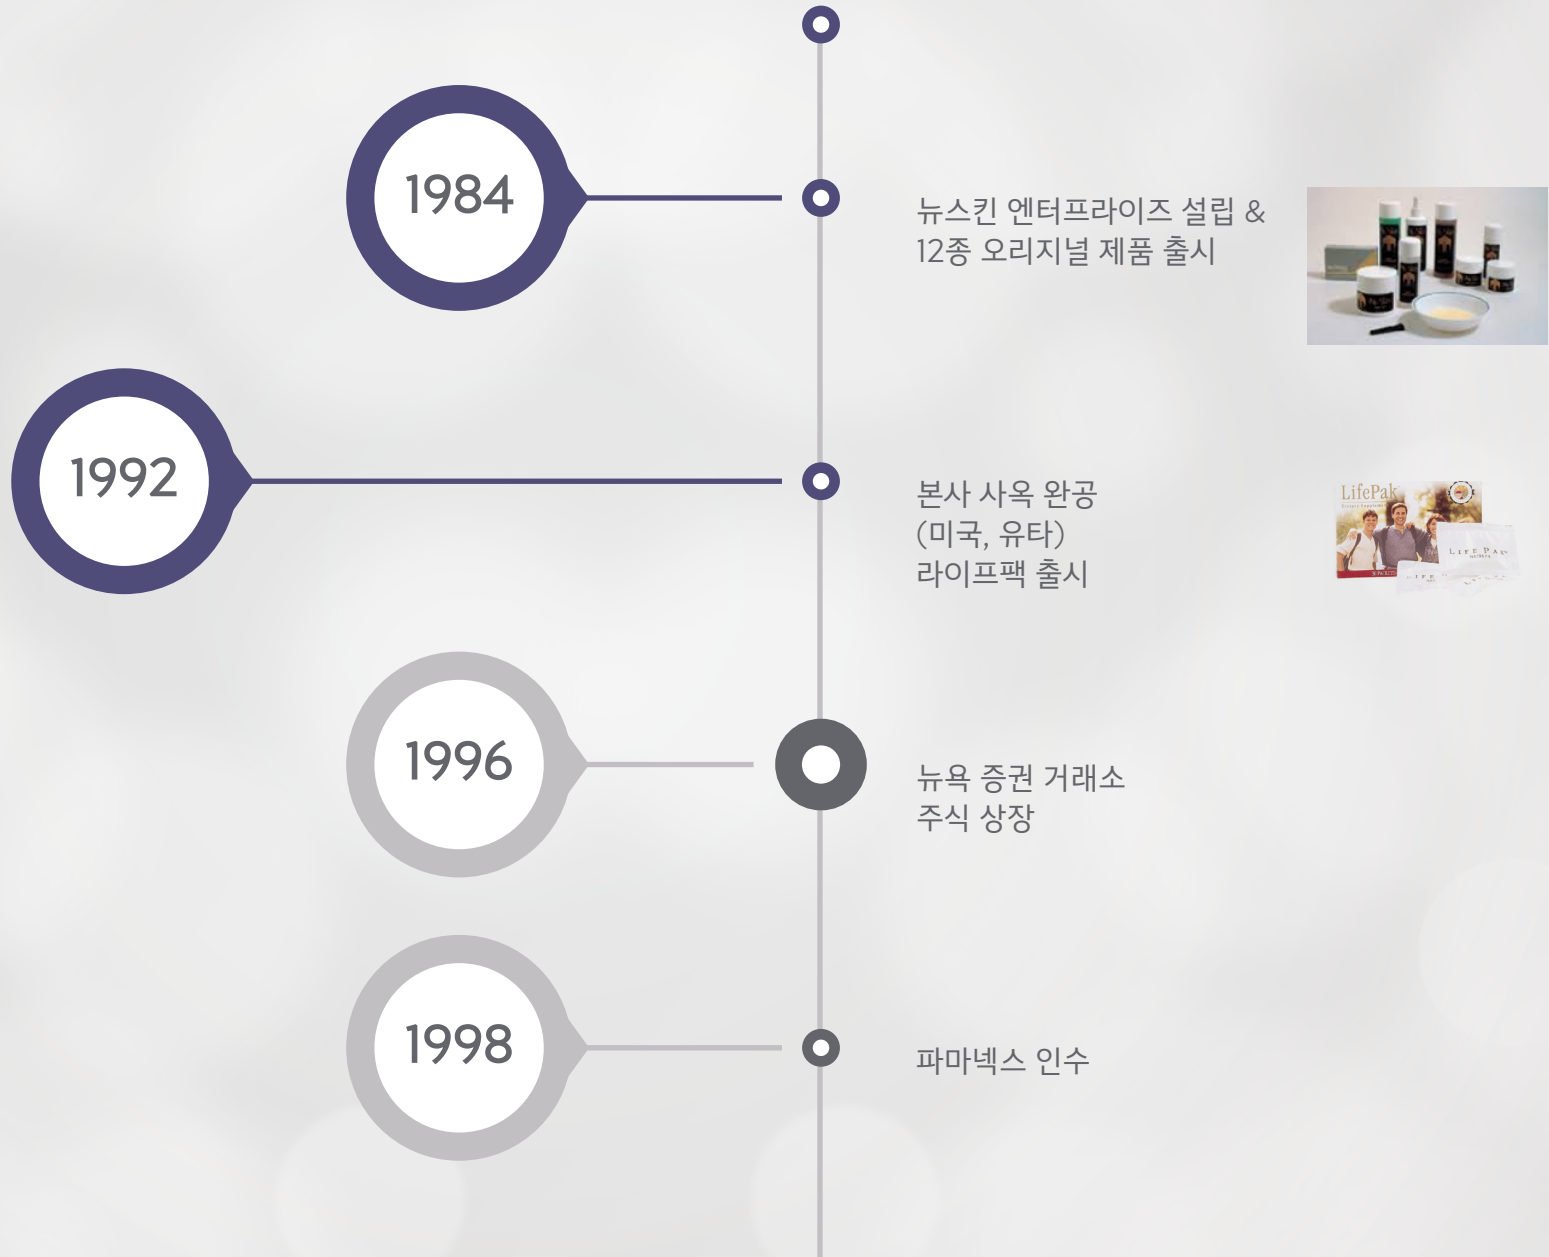 1984
뉴스킨 엔터프라이즈 설립 &
12종 오리지널 제품 출시
1992
본사 사옥 완공
(미국, 유타)
라이프팩 출시
LifePak
LIFE PAK
1996
뉴욕 증권 거래소
주식 상장
1998
파마넥스 인수